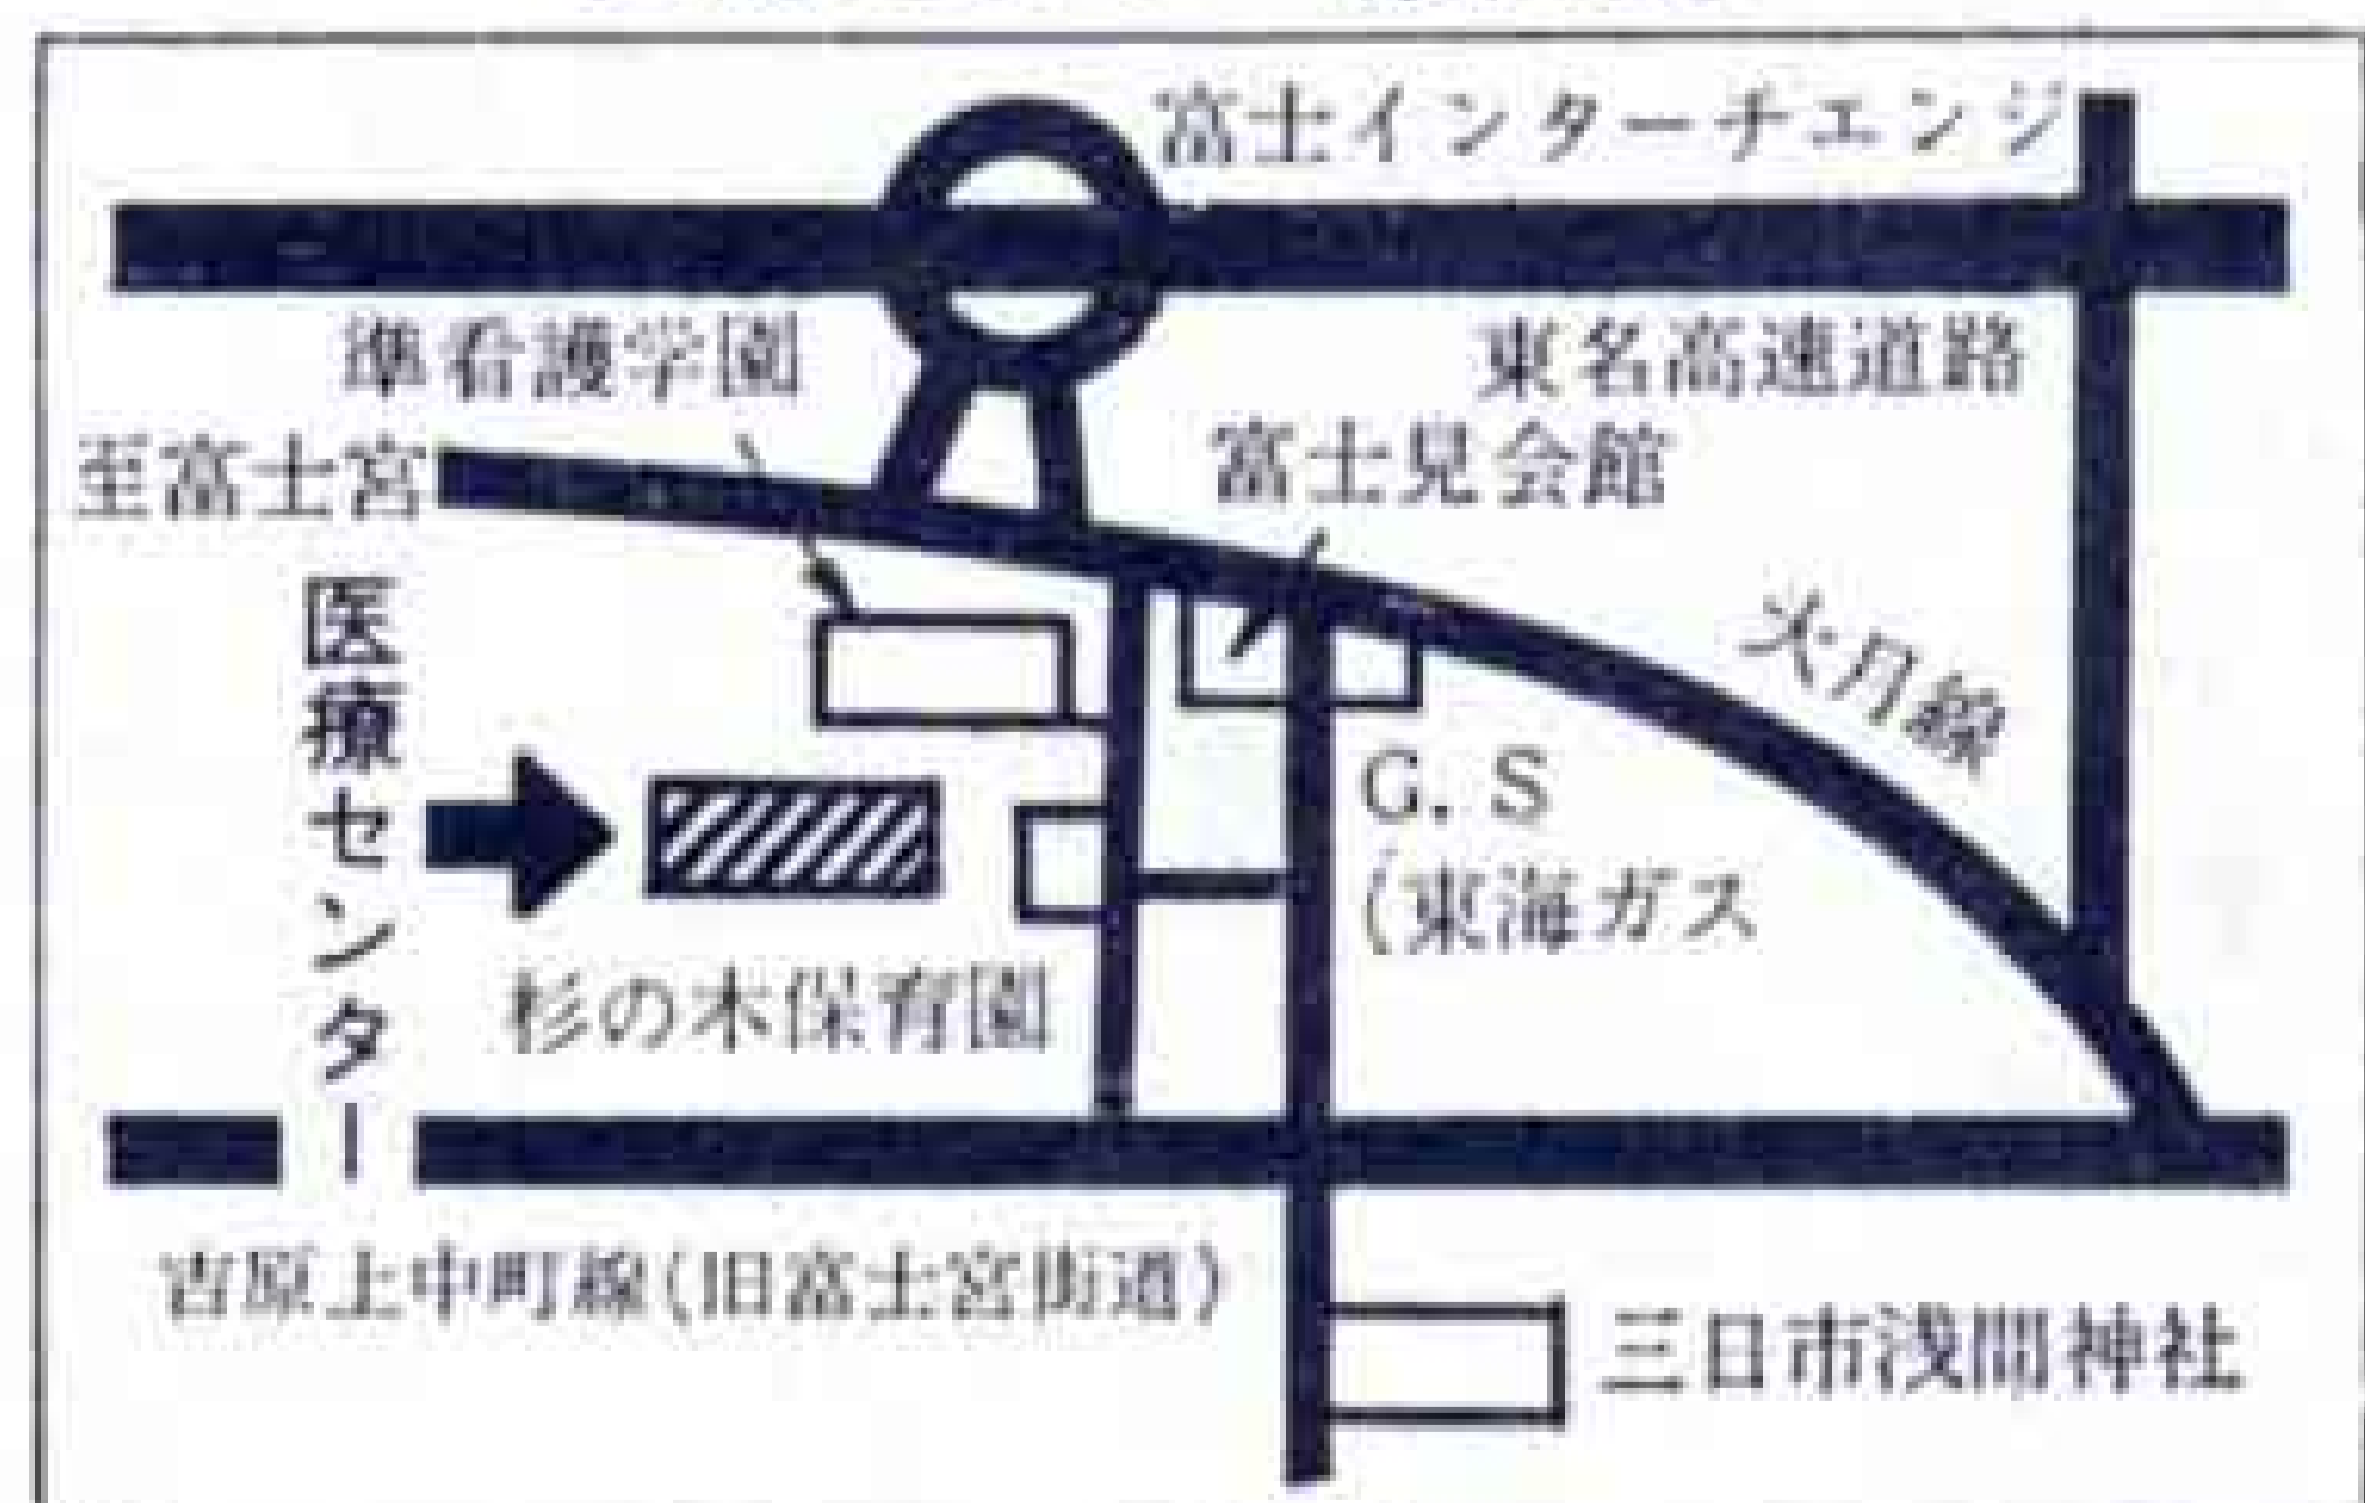 富士インターチェンジ
準看護学園
東名高速道路
至富士宮
富士見会館
大月線
医療センター
G.S
(東海ガス
杉の木保育園
吉原上中町線(旧富士宮街道)
三日市浅間神社